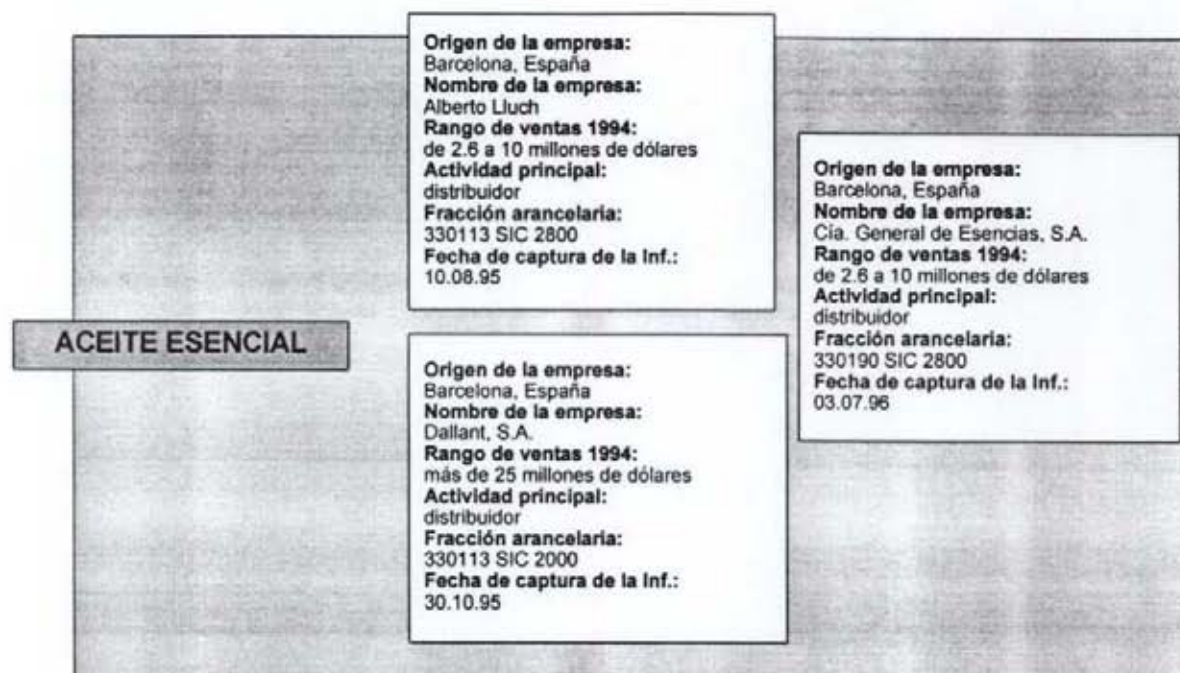 ACEITE ESENCIAL
Origen de la empresa:
Barcelona, España
Nombre de la empresa:
Alberto Lluch
Rango de ventas 1994:
de 2.6 a 10 millones de dólares
Actividad principal:
distribuidor
Fracción arancelaria:
330113 SIC 2800
Fecha de captura de la Inf.:
10.08.95
Origen de la empresa:
Barcelona, España
Nombre de la empresa:
Dallant, S.A.
Rango de ventas 1994:
más de 25 millones de dólares
Actividad principal:
distribuidor
Fracción arancelaria:
330113 SIC 2000
Fecha de captura de la Inf.:
30.10.95
Origen de la empresa:
Barcelona, España
Nombre de la empresa:
Cía. General de Esencias, S.A.
Rango de ventas 1994:
de 2.6 a 10 millones de dólares
Actividad principal:
distribuidor
Fracción arancelaria:
330190 SIC 2800
Fecha de captura de la Inf.:
03.07.96